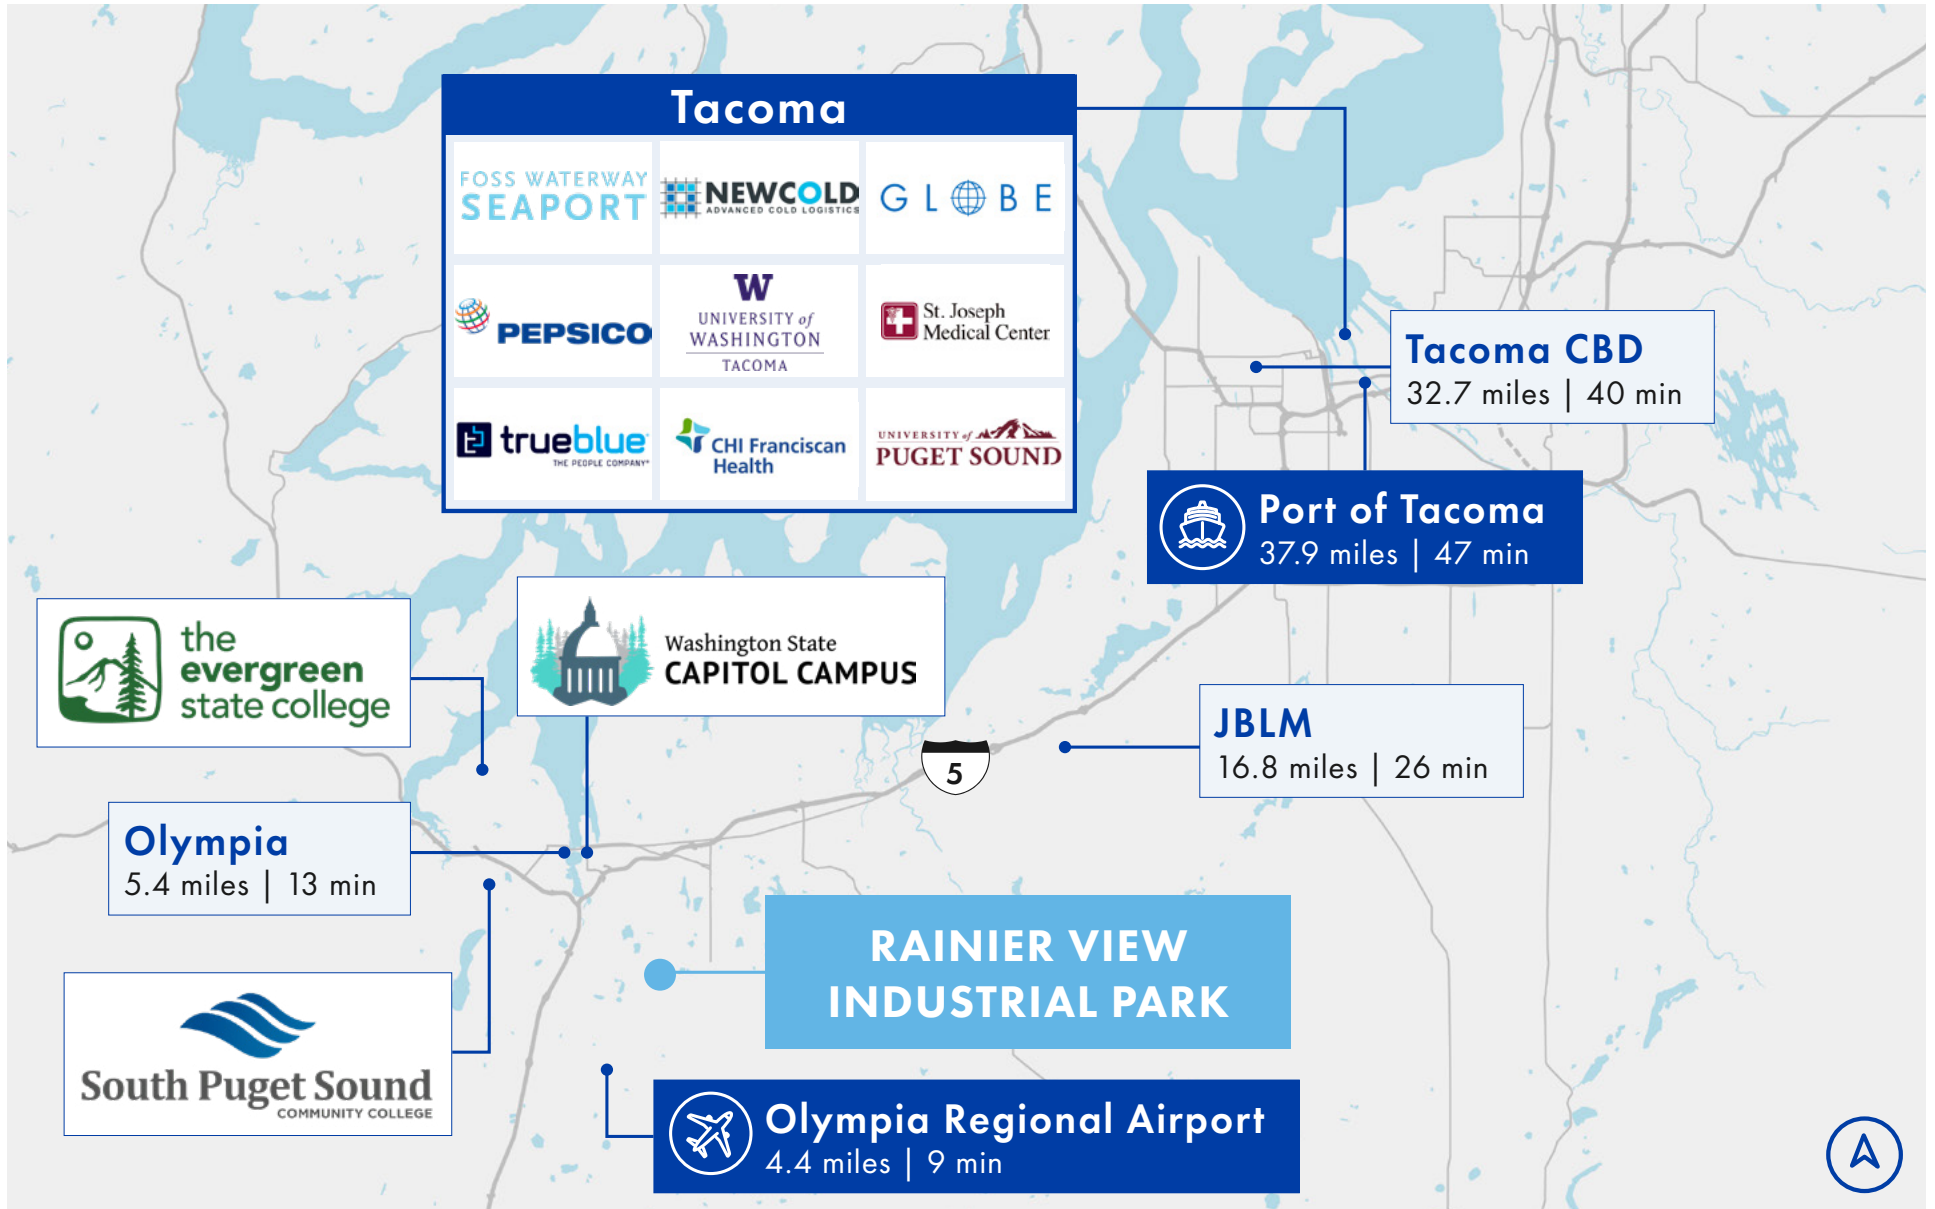 Tacoma
FOSS WATERWAY
SEAPORT
NEWCOLD
ADVANCED COLD LOGISTICS
GLOBE
PEPSICO
W
UNIVERSITY of
WASHINGTON
TACOMA
St. Joseph
Medical Center
trueblue
THE PEOPLE COMPANY
CHI Franciscan
Health
UNIVERSITY of
PUGET SOUND
Tacoma CBD
32.7 miles | 40 min
Port of Tacoma
37.9 miles | 47 min
the
evergreen
state college
Washington State
CAPITOL CAMPUS
JBLM
16.8 miles | 26 min
5
Olympia
5.4 miles | 13 min
RAINIER VIEW
INDUSTRIAL PARK
South Puget Sound
COMMUNITY COLLEGE
Olympia Regional Airport
4.4 miles | 9 min